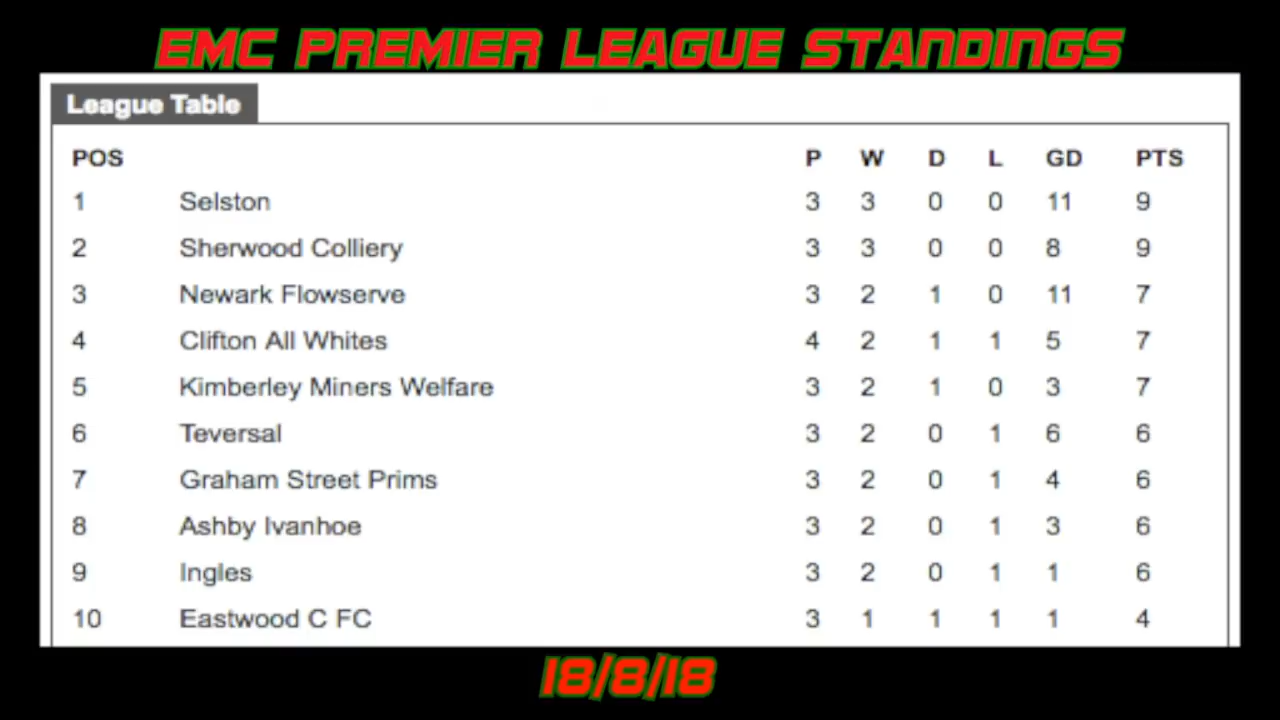 EMC PREMIER LEAGUE STANDINGS
League Table
POS P W D L GD PTS
1 Selston 3 3 0 0 11 9
2 Sherwood Colliery 3 3 0 0 8 9
3 Newark Flowserve 3 2 1 0 11 7
4 Clifton All Whites 4 2 1 1 5 7
5 Kimberley Miners Welfare 3 2 1 0 3 7
6 Teversal 3 2 0 1 6 6
7 Graham Street Prims 3 2 0 1 4 6
8 Ashby Ivanhoe 3 2 0 1 3 6
9 Ingles 3 2 0 1 1 6
10 Eastwood C FC 3 1 1 1 1 4
18/8/18